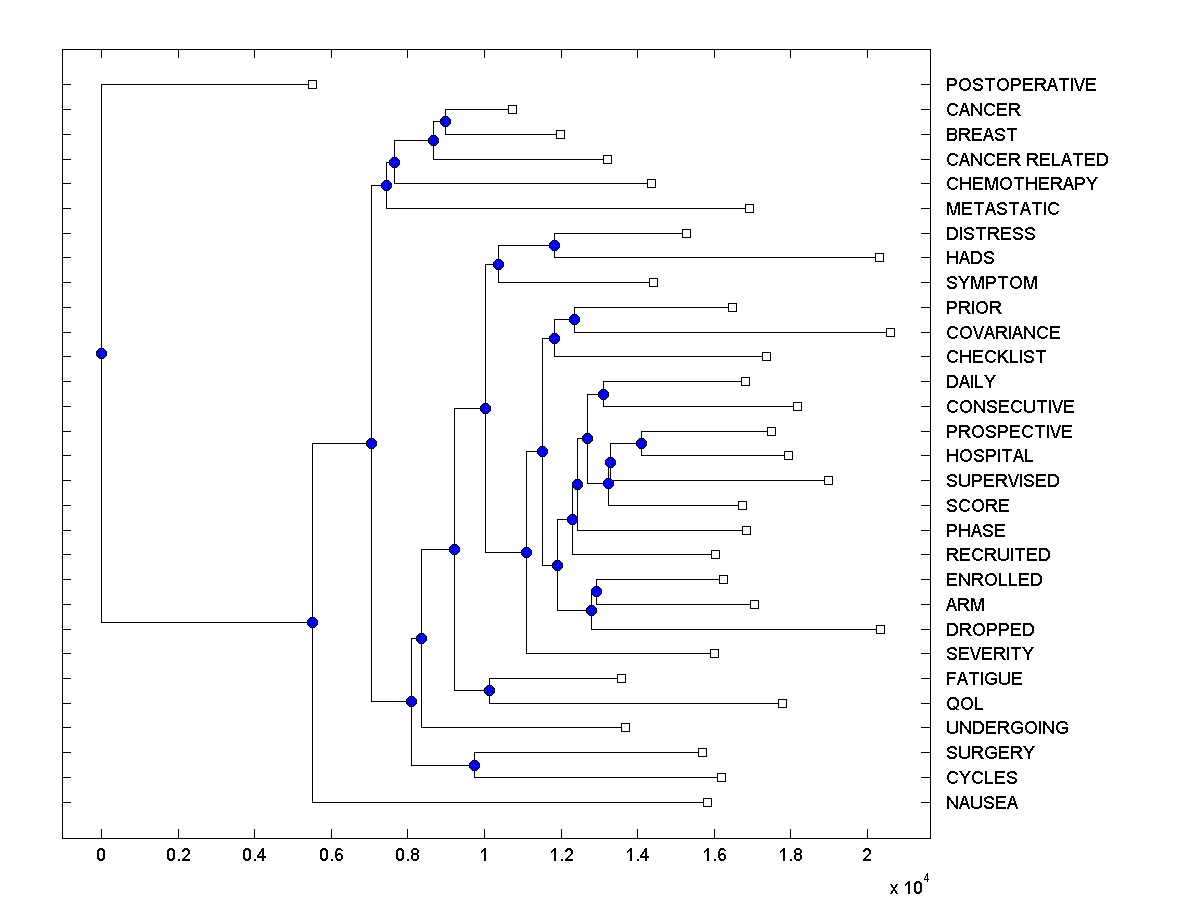 POSTOPERATIVE
CANCER
BREAST
CANCER RELATED
CHEMOTHERAPY
METASTATIC
DISTRESS
HADS
SYMPTOM
PRIOR
COVARIANCE
CHECKLIST
DAILY
CONSECUTIVE
PROSPECTIVE
HOSPITAL
SUPERVISED
SCORE
PHASE
RECRUITED
ENROLLED
ARM
DROPPED
SEVERITY
FATIGUE
QOL
UNDERGOING
SURGERY
CYCLES
NAUSEA
0 0.2 0.4 0.6 0.8 1 1.2 1.4 1.6 1.8 2
x 10^4